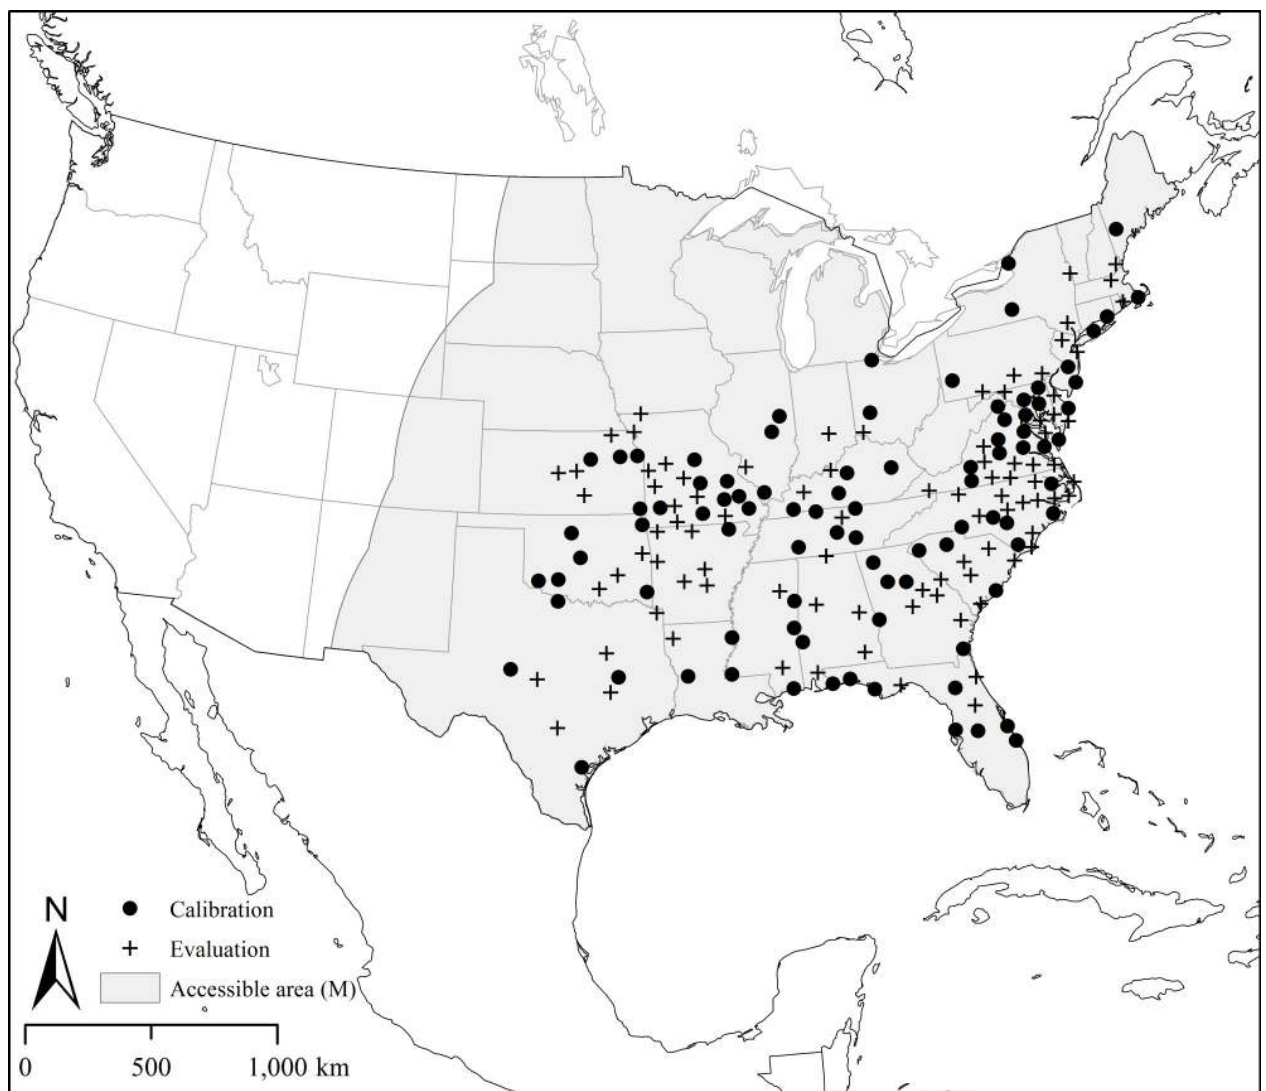 N
Calibration
Evaluation
Accessible area (M)
0 500 1,000 km